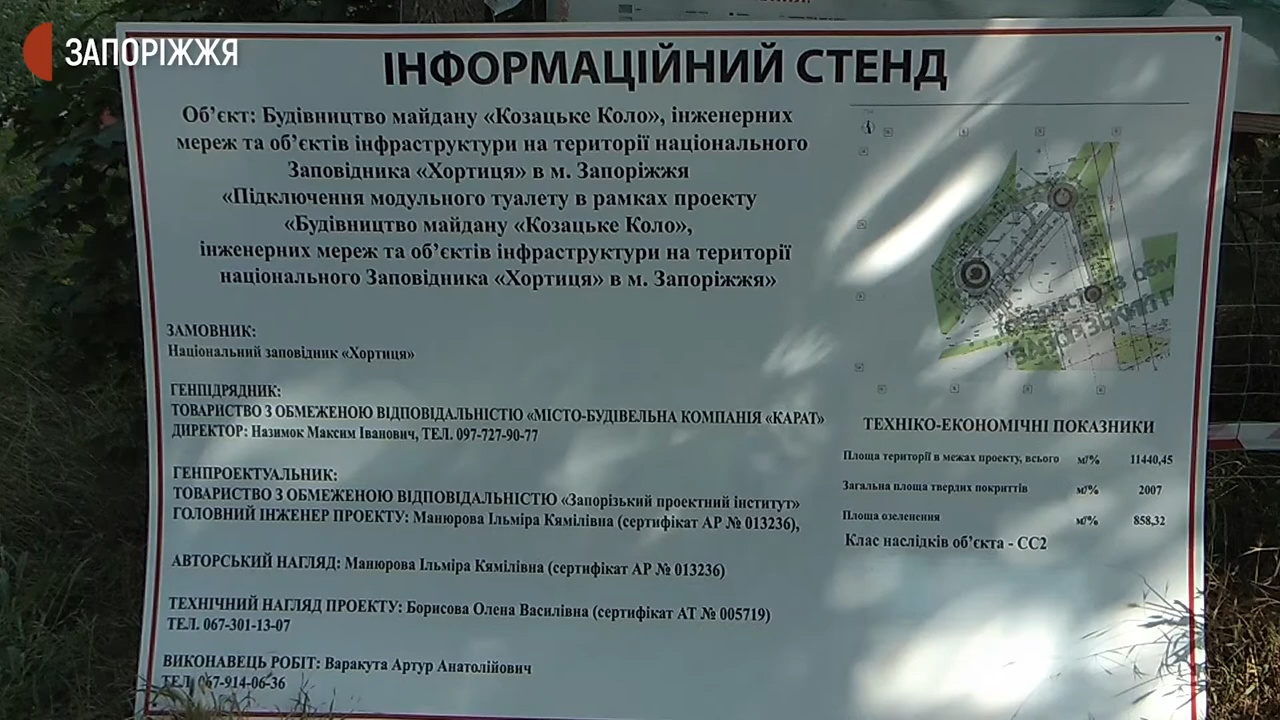 ЗАПОРІЖЖЯ
ІНФОРМАЦІЙНИЙ СТЕНД
Об’єкт: Будівництво майдану «Козацьке Коло», інженерних
мереж та об’єктів інфраструктури на території національного
Заповідника «Хортиця» в м. Запоріжжя
«Підключення модульного туалету в рамках проекту
«Будівництво майдану «Козацьке Коло»,
інженерних мереж та об’єктів інфраструктури на території
національного Заповідника «Хортиця» в м. Запоріжжя»
ЗАМОВНИК:
Національний заповідник «Хортиця»
ГЕНПІДРЯДНИК:
ТОВАРИСТВО З ОБМЕЖЕНОЮ ВІДПОВІДАЛЬНІСТЮ «МІСТО-БУДІВЕЛЬНА КОМПАНІЯ «КАРАТ»
ДИРЕКТОР: Назимок Максим Іванович, ТЕЛ. 097-727-90-77
ГЕНПРОЕКТУАЛЬНИК:
ТОВАРИСТВО З ОБМЕЖЕНОЮ ВІДПОВІДАЛЬНІСТЮ «Запорізький проектний інститут»
ГОЛОВНИЙ ІНЖЕНЕР ПРОЕКТУ: Манюрова Ільміра Кямілівна (сертифікат АР № 013236),
АВТОРСЬКИЙ НАГЛЯД: Манюрова Ільміра Кямілівна (сертифікат АР № 013236)
ТЕХНІЧНИЙ НАГЛЯД ПРОЕКТУ: Борисова Олена Василівна (сертифікат АТ № 005719)
ТЕЛ. 067-301-13-07
ВИКОНАВЕЦЬ РОБІТ: Варакута Артур Анатолійович
ТЕЛ. 067-914-06-36
ТЕХНІКО-ЕКОНОМІЧНІ ПОКАЗНИКИ
Площа території в межах проекту, всього м²/% 11440,45
Загальна площа твердих покриттів м²/% 2007
Площа озеленення м²/% 858,32
Клас наслідків об’єкта - СС2